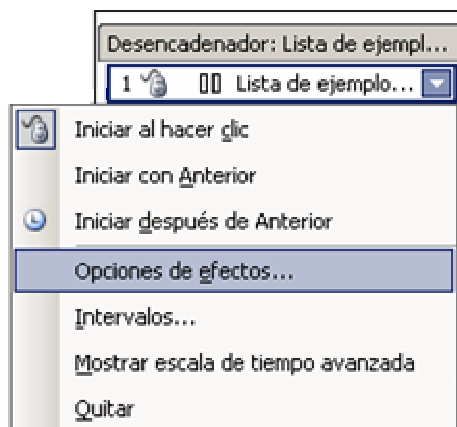 Desencadenador: Lista de ejempl...
1 Lista de ejemplo...
Iniciar al hacer clic
Iniciar con Anterior
Iniciar después de Anterior
Opciones de efectos...
Intervalos...
Mostrar escala de tiempo avanzada
Quitar